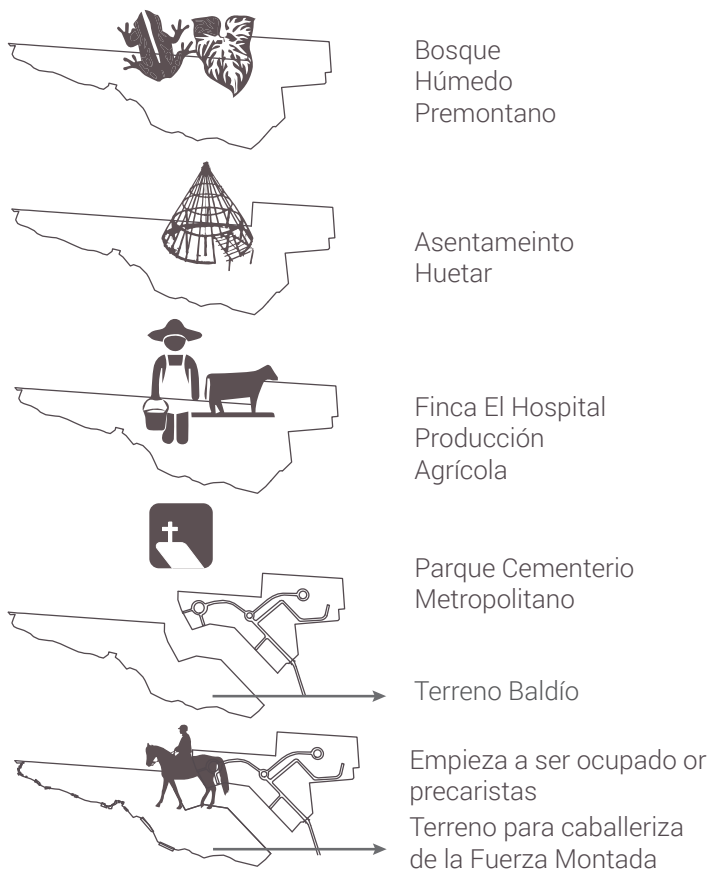 Bosque
Húmedo
Premontano
Asentameinto
Huetar
Finca El Hospital
Producción
Agrícola
Parque Cementerio
Metropolitano
Terreno Baldío
Empieza a ser ocupado or
precaristas
Terreno para caballeriza
de la Fuerza Montada